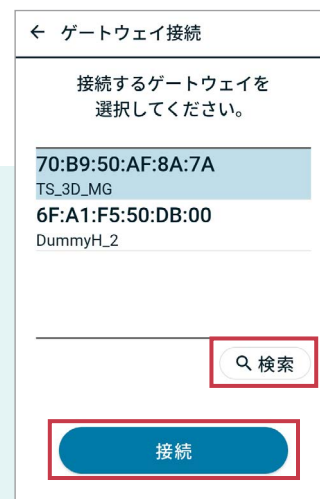 ← ゲートウェイ接続
接続するゲートウェイを
選択してください。
70:B9:50:AF:8A:7A
TS_3D_MG
6F:A1:F5:50:DB:00
DummyH_2
検索
接続